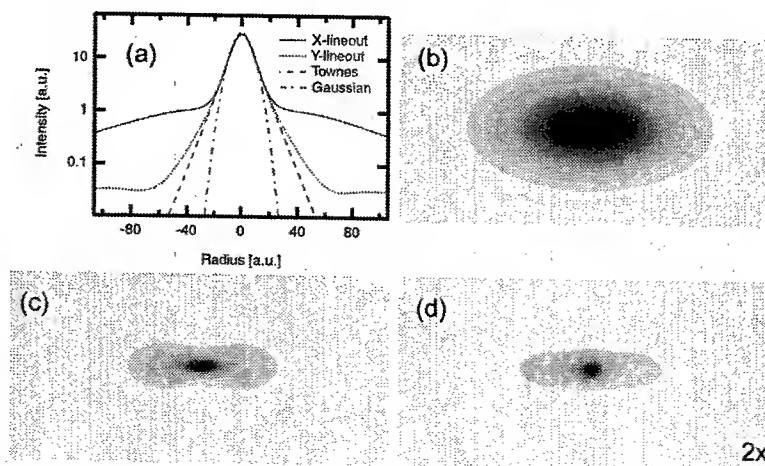 (a)
X-lineout
Y-lineout
Townes
Gaussian
10
1
0.1
Intensity [a.u.]
-80
-40
0
40
80
Radius [a.u.]
(b)
(c)
(d)
2x